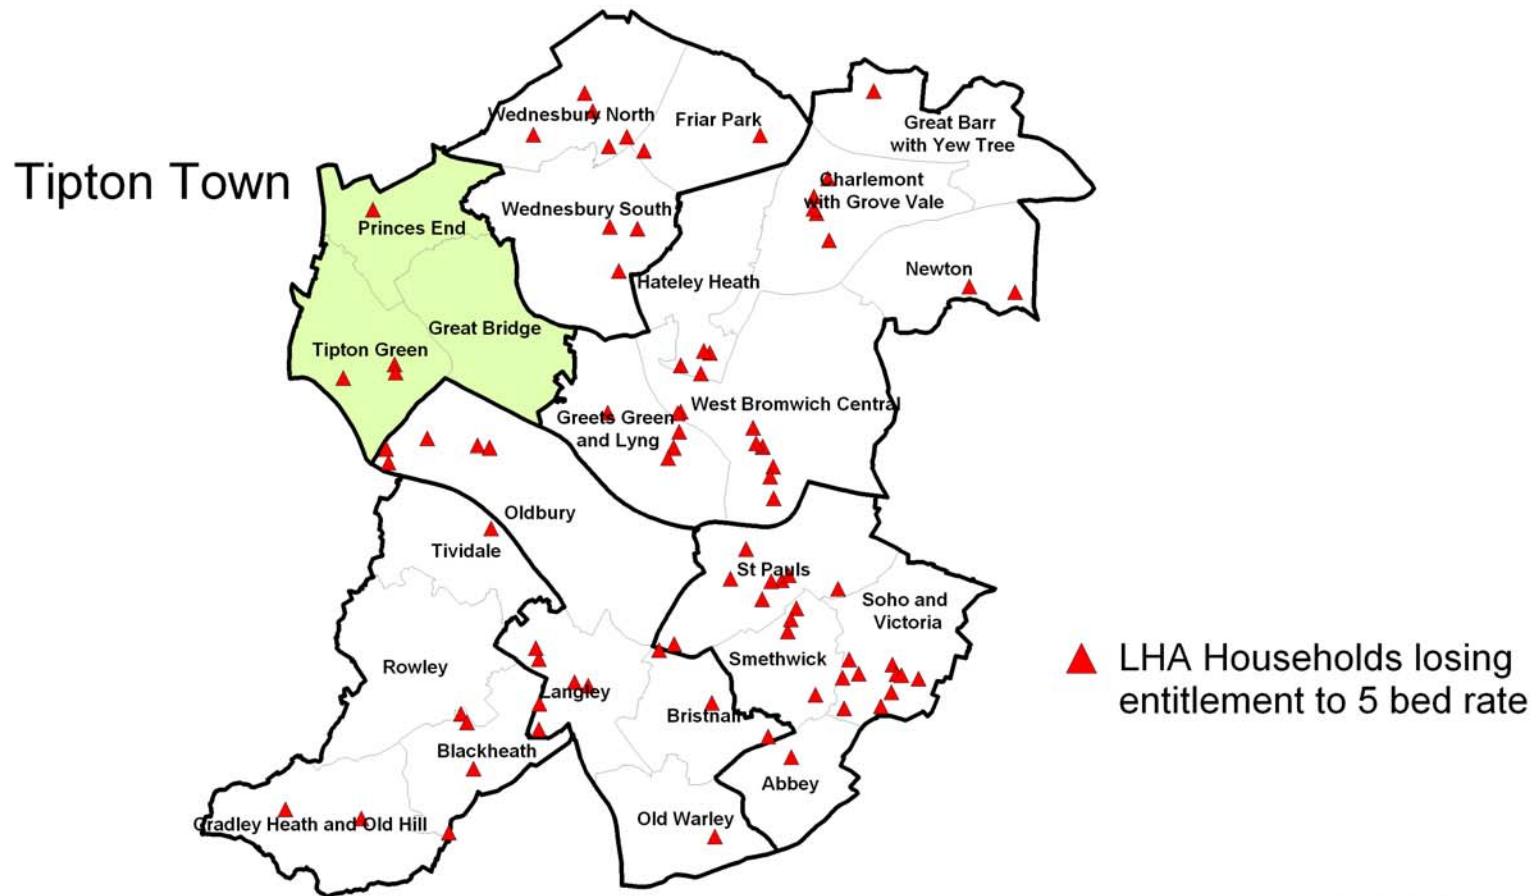 Wednesbury North
Friar Park
Great Barr
with Yew Tree
Tipton Town
Charlemont
with Grove Vale
Princes End
Wednesbury South
Newton
Hateley Heath
Great Bridge
Tipton Green
Greets Green
and Lyng
West Bromwich Central
Oldbury
Tividale
St Pauls
Soho and
Victoria
Smethwick
LHA Households losing
entitlement to 5 bed rate
Rowley
Langley
Bristnall
Blackheath
Abbey
Old Warley
Cradley Heath and Old Hill